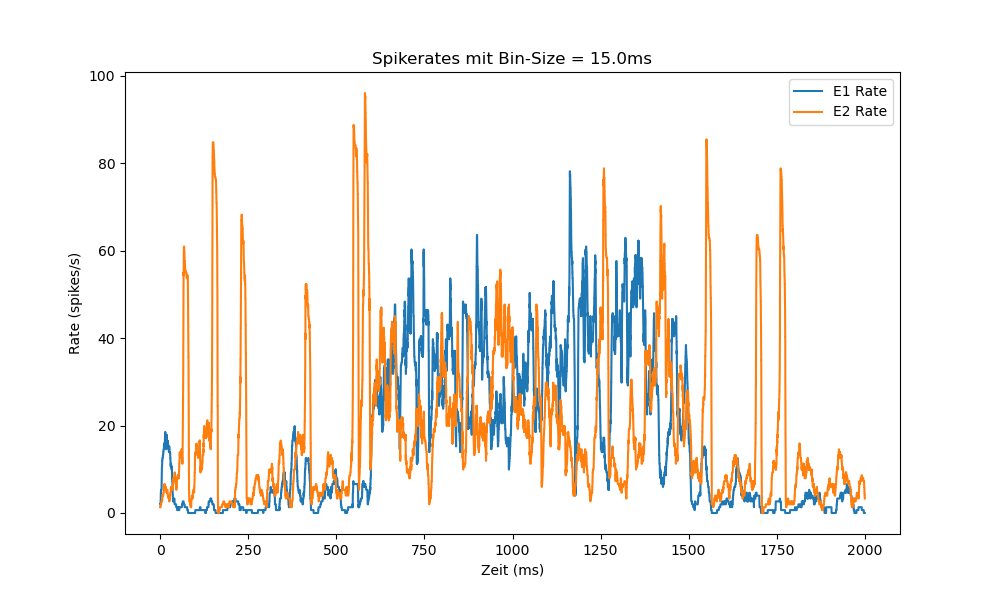 Spikerates mit Bin-Size = 15.0ms
E1 Rate
E2 Rate
100
80
60
40
20
0
Rate (spikes/s)
0 250 500 750 1000 1250 1500 1750 2000
Zeit (ms)